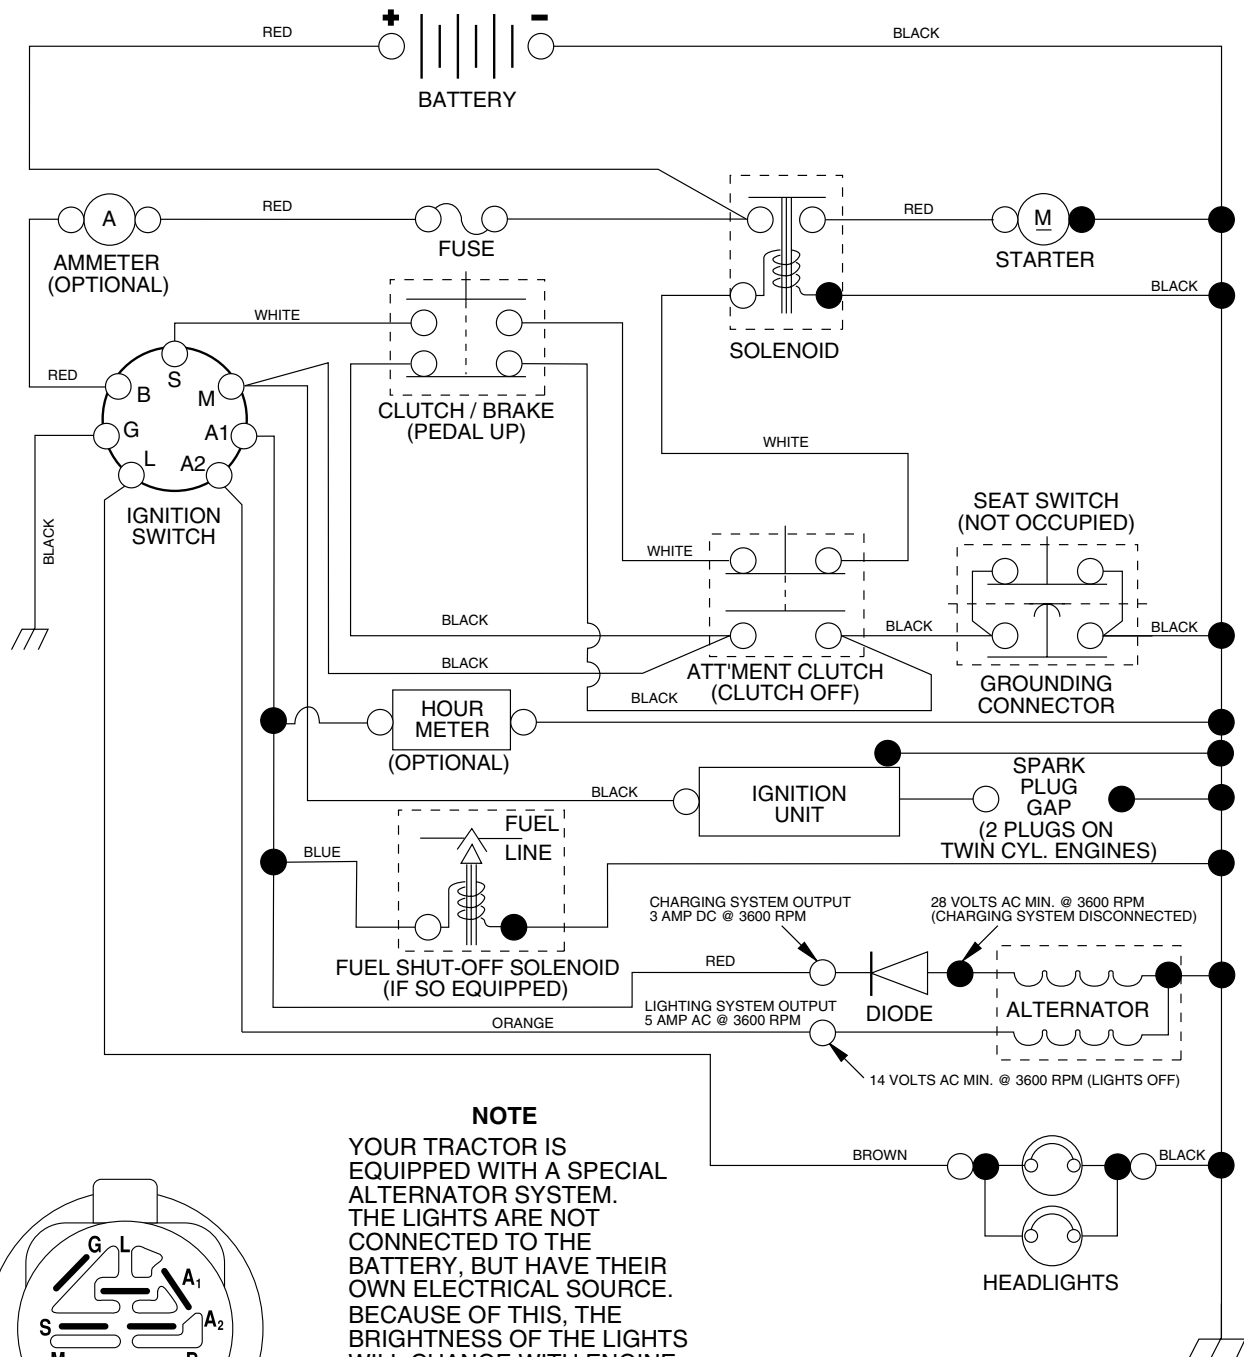 + -
RED
BLACK
BATTERY
RED
RED
A
M
FUSE
AMMETER
(OPTIONAL)
STARTER
BLACK
WHITE
SOLENOID
RED
S
B
M
G
A1
L
A2
CLUTCH / BRAKE
(PEDAL UP)
WHITE
IGNITION
SWITCH
BLACK
SEAT SWITCH
(NOT OCCUPIED)
WHITE
BLACK
BLACK
BLACK
BLACK
ATT'MENT CLUTCH
(CLUTCH OFF)
BLACK
GROUNDING
CONNECTOR
HOUR
METER
(OPTIONAL)
BLACK
IGNITION
UNIT
SPARK
PLUG
GAP
(2 PLUGS ON
TWIN CYL. ENGINES)
FUEL
LINE
BLUE
CHARGING SYSTEM OUTPUT
3 AMP DC @ 3600 RPM
28 VOLTS AC MIN. @ 3600 RPM
(CHARGING SYSTEM DISCONNECTED)
FUEL SHUT-OFF SOLENOID
(IF SO EQUIPPED)
RED
LIGHTING SYSTEM OUTPUT
5 AMP AC @ 3600 RPM
DIODE
ALTERNATOR
ORANGE
14 VOLTS AC MIN. @ 3600 RPM (LIGHTS OFF)
NOTE
YOUR TRACTOR IS
EQUIPPED WITH A SPECIAL
ALTERNATOR SYSTEM.
THE LIGHTS ARE NOT
CONNECTED TO THE
BATTERY, BUT HAVE THEIR
OWN ELECTRICAL SOURCE.
BECAUSE OF THIS, THE
BRIGHTNESS OF THE LIGHTS
WILL CHANGE WITH ENGINE
BROWN
BLACK
HEADLIGHTS
G L
A1
A2
S
M
B